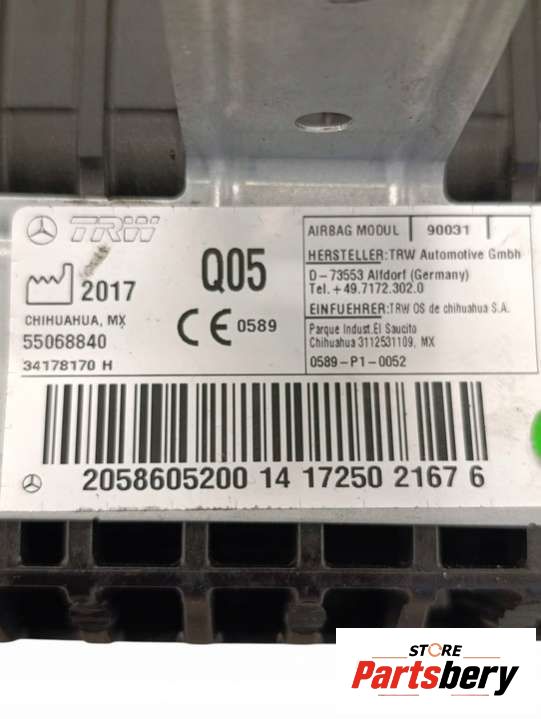 TRW
2017
CHIHUAHUA, MX
55068840
34178170 H
Q05
CE 0589
AIRBAG MODUL 90031
HERSTELLER:TRW Automotive Gmbh
D-73553 Alfdorf (Germany)
Tel.+49.7172.302.0
EINFUEHRER:TRW OS de chihuahua S.A.
Parque Indust.El Saucito
Chihuahua 3112531109, MX
0589-P1-0052
2058605200 14 17250 2167 6
STORE
Partsbery